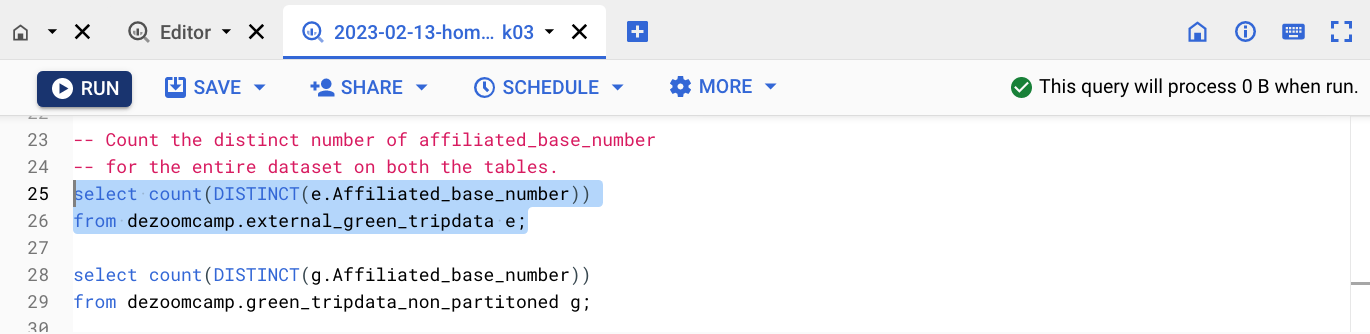 Editor
2023-02-13-hom... k03
RUN
SAVE
SHARE
SCHEDULE
MORE
This query will process 0 B when run.
22
23 -- Count the distinct number of affiliated_base_number
24 -- for the entire dataset on both the tables.
25 select count(DISTINCT(e.Affiliated_base_number))
26 from dezoomcamp.external_green_tripdata e;
27
28 select count(DISTINCT(g.Affiliated_base_number))
29 from dezoomcamp.green_tripdata_non_partitoned g;
30